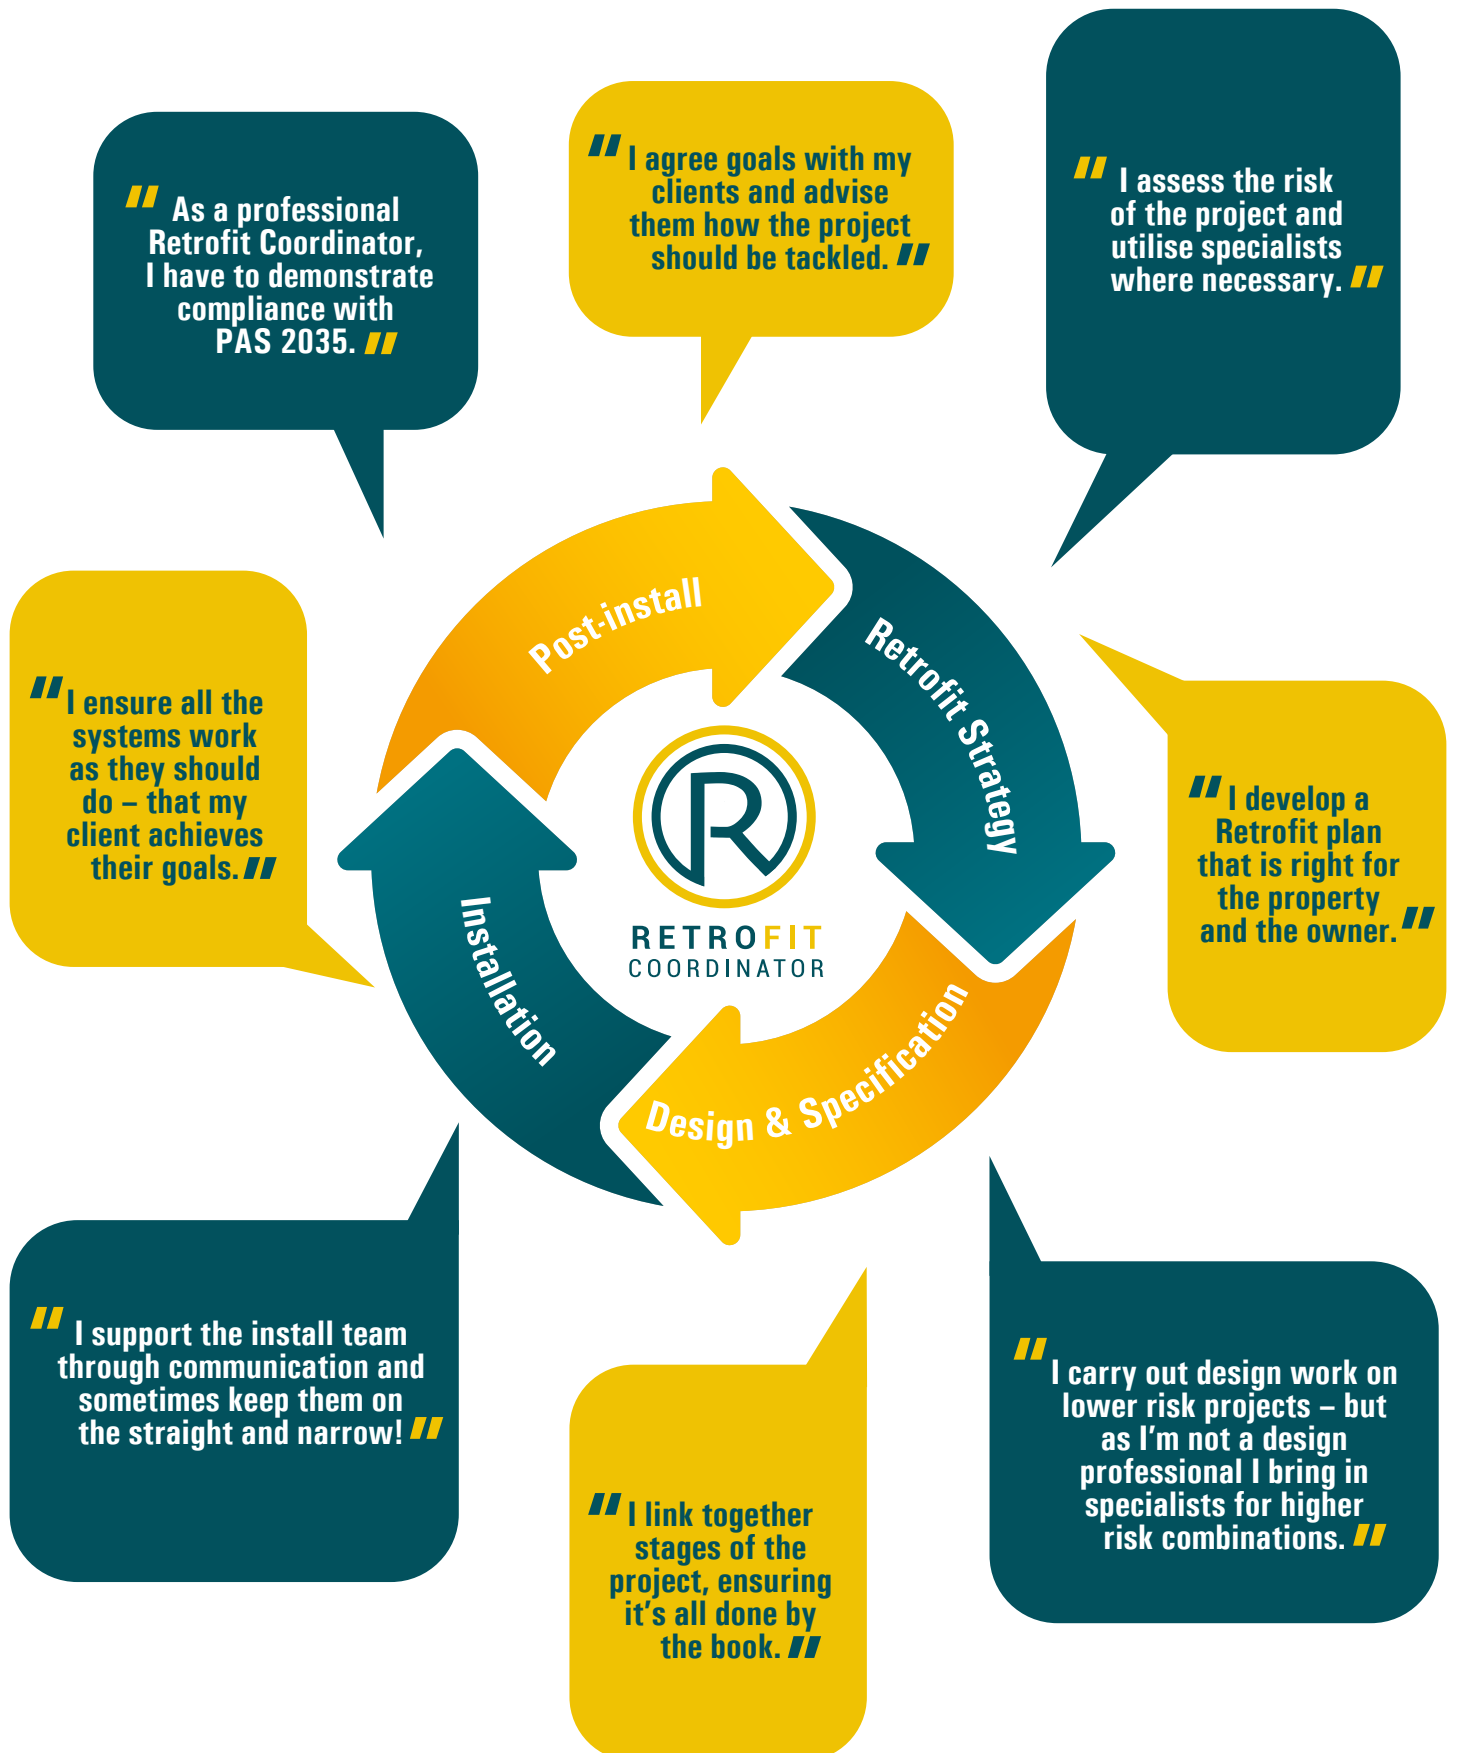 " As a professional
Retrofit Coordinator,
I have to demonstrate
compliance with
PAS 2035. "
" I agree goals with my
clients and advise
them how the project
should be tackled. "
" I assess the risk
of the project and
utilise specialists
where necessary. "
" I ensure all the
systems work
as they should
do – that my
client achieves
their goals. "
Post-install
Retrofit Strategy
Design & Specification
Installation
R
RETROFIT
COORDINATOR
" I develop a
Retrofit plan
that is right for
the property
and the owner. "
" I support the install team
through communication and
sometimes keep them on
the straight and narrow! "
" I link together
stages of the
project, ensuring
it's all done by
the book. "
" I carry out design work on
lower risk projects – but
as I'm not a design
professional I bring in
specialists for higher
risk combinations. "